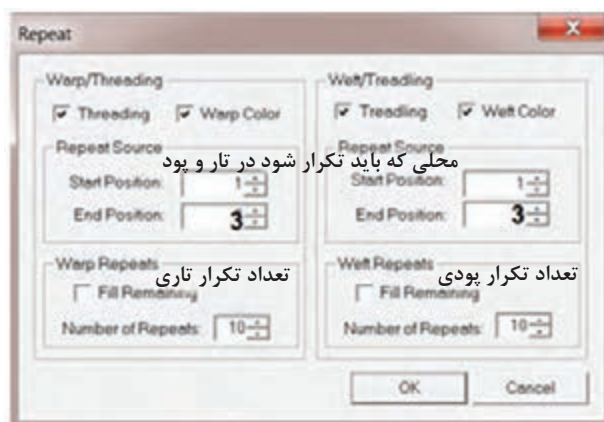 Repeat
Warp/Threading
Threading Warp Color
Repeat Source
Start Position: 1
End Position: 3
Warp Repeats
تعداد تکرار تاری
Fill Remaining
Number of Repeats: 10
Weft/Treadling
Treadling Weft Color
Repeat Source
محلی که باید تکرار شود در تار و پود
Start Position: 1
End Position: 3
Weft Repeats
تعداد تکرار پودی
Fill Remaining
Number of Repeats: 10
OK Cancel